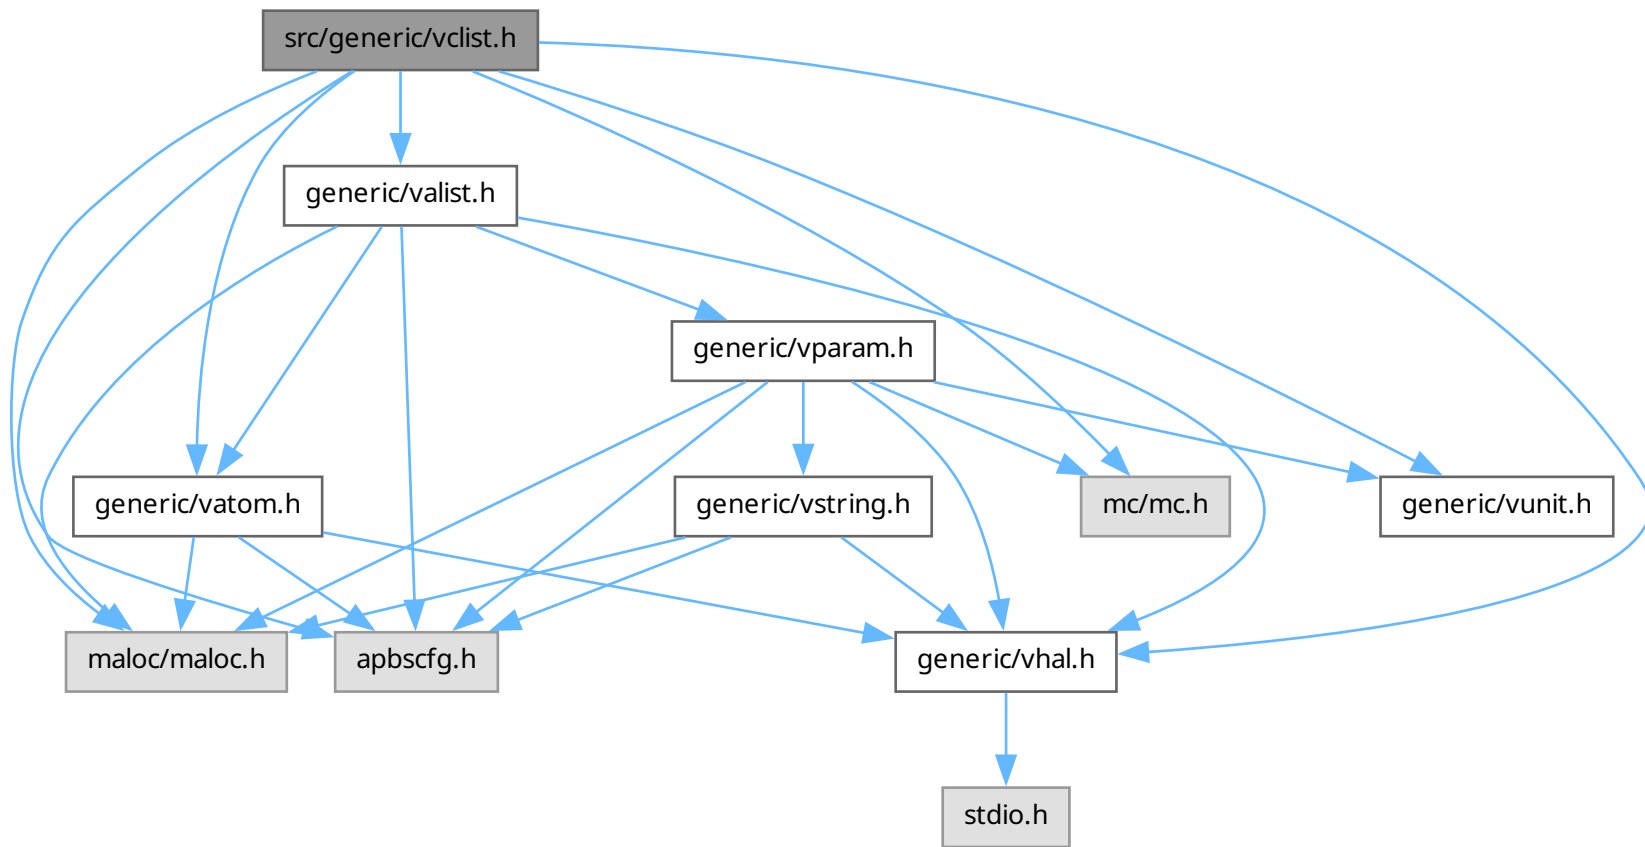 src/generic/vclist.h
generic/valist.h
generic/vparam.h
generic/vatom.h
generic/vstring.h
mc/mc.h
generic/vunit.h
maloc/maloc.h
apbscfg.h
generic/vhal.h
stdio.h